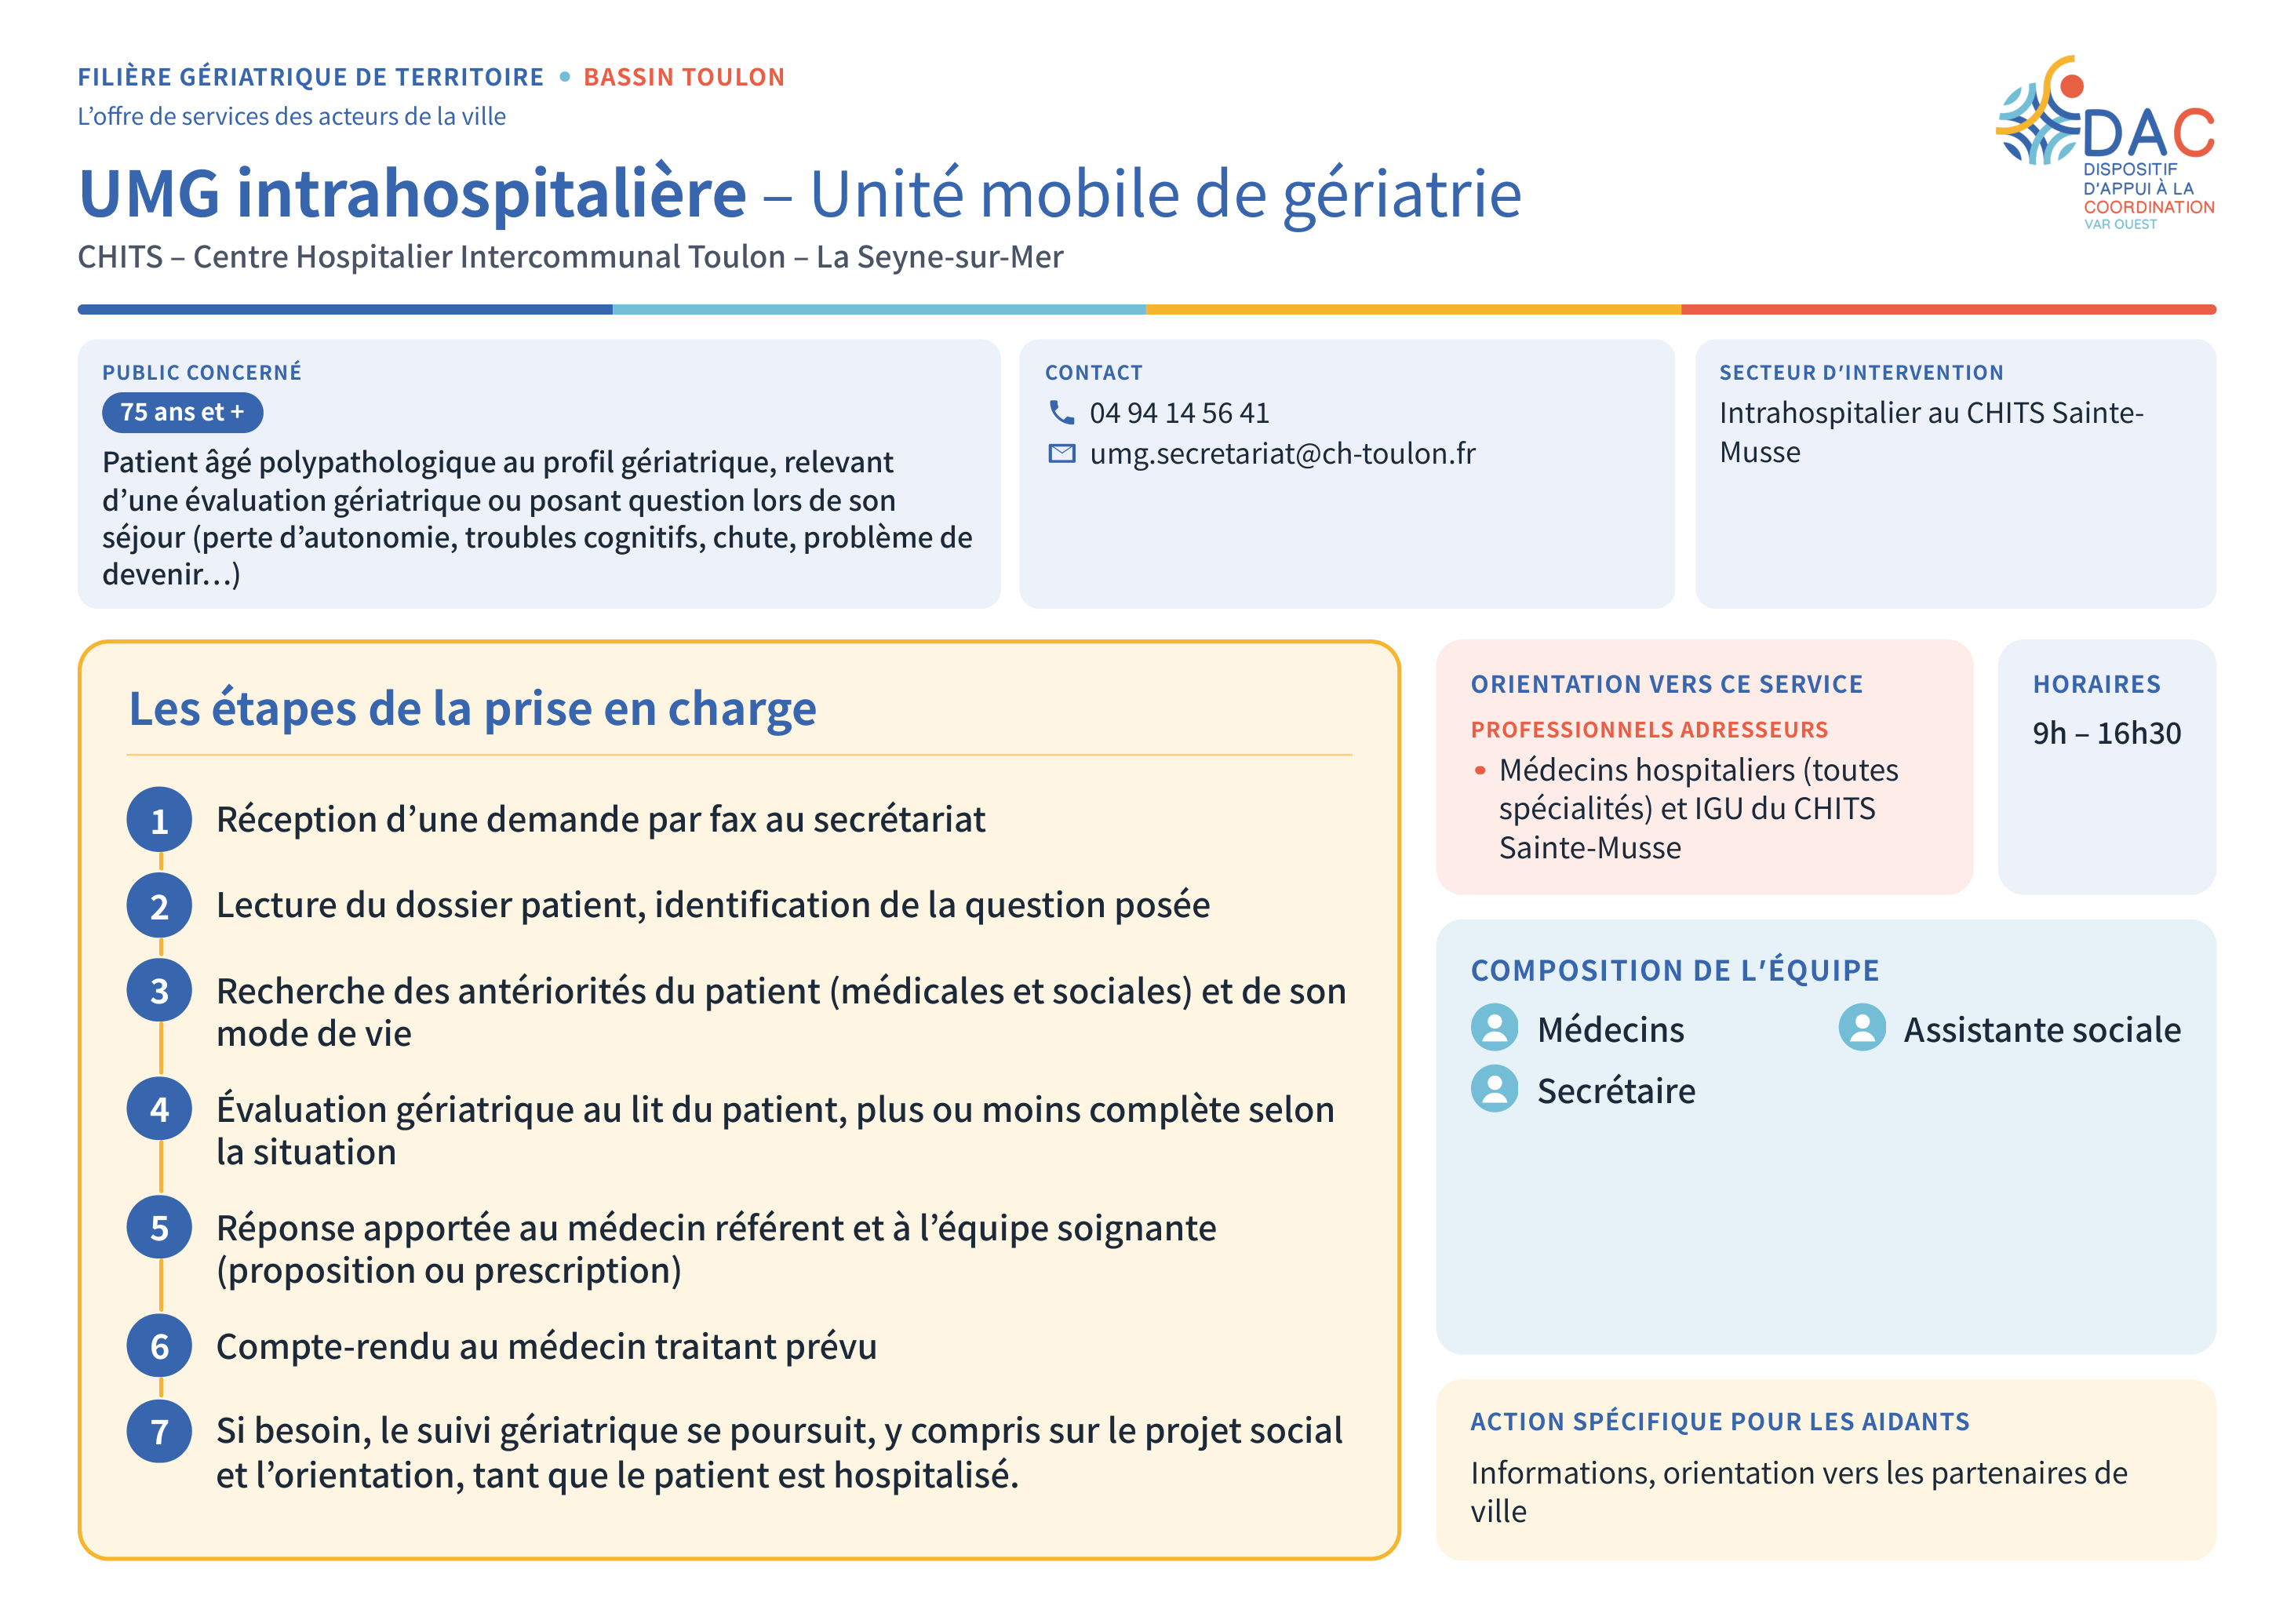 FILIÈRE GÉRIATRIQUE DE TERRITOIRE • BASSIN TOULON
L’offre de services des acteurs de la ville
UMG intrahospitalière – Unité mobile de gériatrie
CHITS – Centre Hospitalier Intercommunal Toulon – La Seyne-sur-Mer
DAC
DISPOSITIF
D'APPUI À LA
COORDINATION
VAR OUEST
PUBLIC CONCERNÉ
75 ans et +
Patient âgé polypathologique au profil gériatrique, relevant
d’une évaluation gériatrique ou posant question lors de son
séjour (perte d’autonomie, troubles cognitifs, chute, problème de
devenir…)
CONTACT
04 94 14 56 41
umg.secretariat@ch-toulon.fr
SECTEUR D’INTERVENTION
Intrahospitalier au CHITS Sainte-
Musse
Les étapes de la prise en charge
1 Réception d’une demande par fax au secrétariat
2 Lecture du dossier patient, identification de la question posée
3 Recherche des antériorités du patient (médicales et sociales) et de son
mode de vie
4 Évaluation gériatrique au lit du patient, plus ou moins complète selon
la situation
5 Réponse apportée au médecin référent et à l’équipe soignante
(proposition ou prescription)
6 Compte-rendu au médecin traitant prévu
7 Si besoin, le suivi gériatrique se poursuit, y compris sur le projet social
et l’orientation, tant que le patient est hospitalisé.
ORIENTATION VERS CE SERVICE
PROFESSIONNELS ADRESSEURS
• Médecins hospitaliers (toutes
spécialités) et IGU du CHITS
Sainte-Musse
HORAIRES
9h – 16h30
COMPOSITION DE L’ÉQUIPE
Médecins
Assistante sociale
Secrétaire
ACTION SPÉCIFIQUE POUR LES AIDANTS
Informations, orientation vers les partenaires de
ville